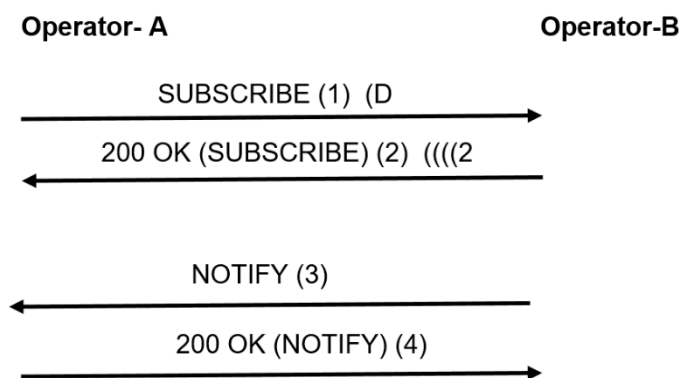 Operator- A
Operator-B
SUBSCRIBE (1) (D
200 OK (SUBSCRIBE) (2) ((((2
NOTIFY (3)
200 OK (NOTIFY) (4)